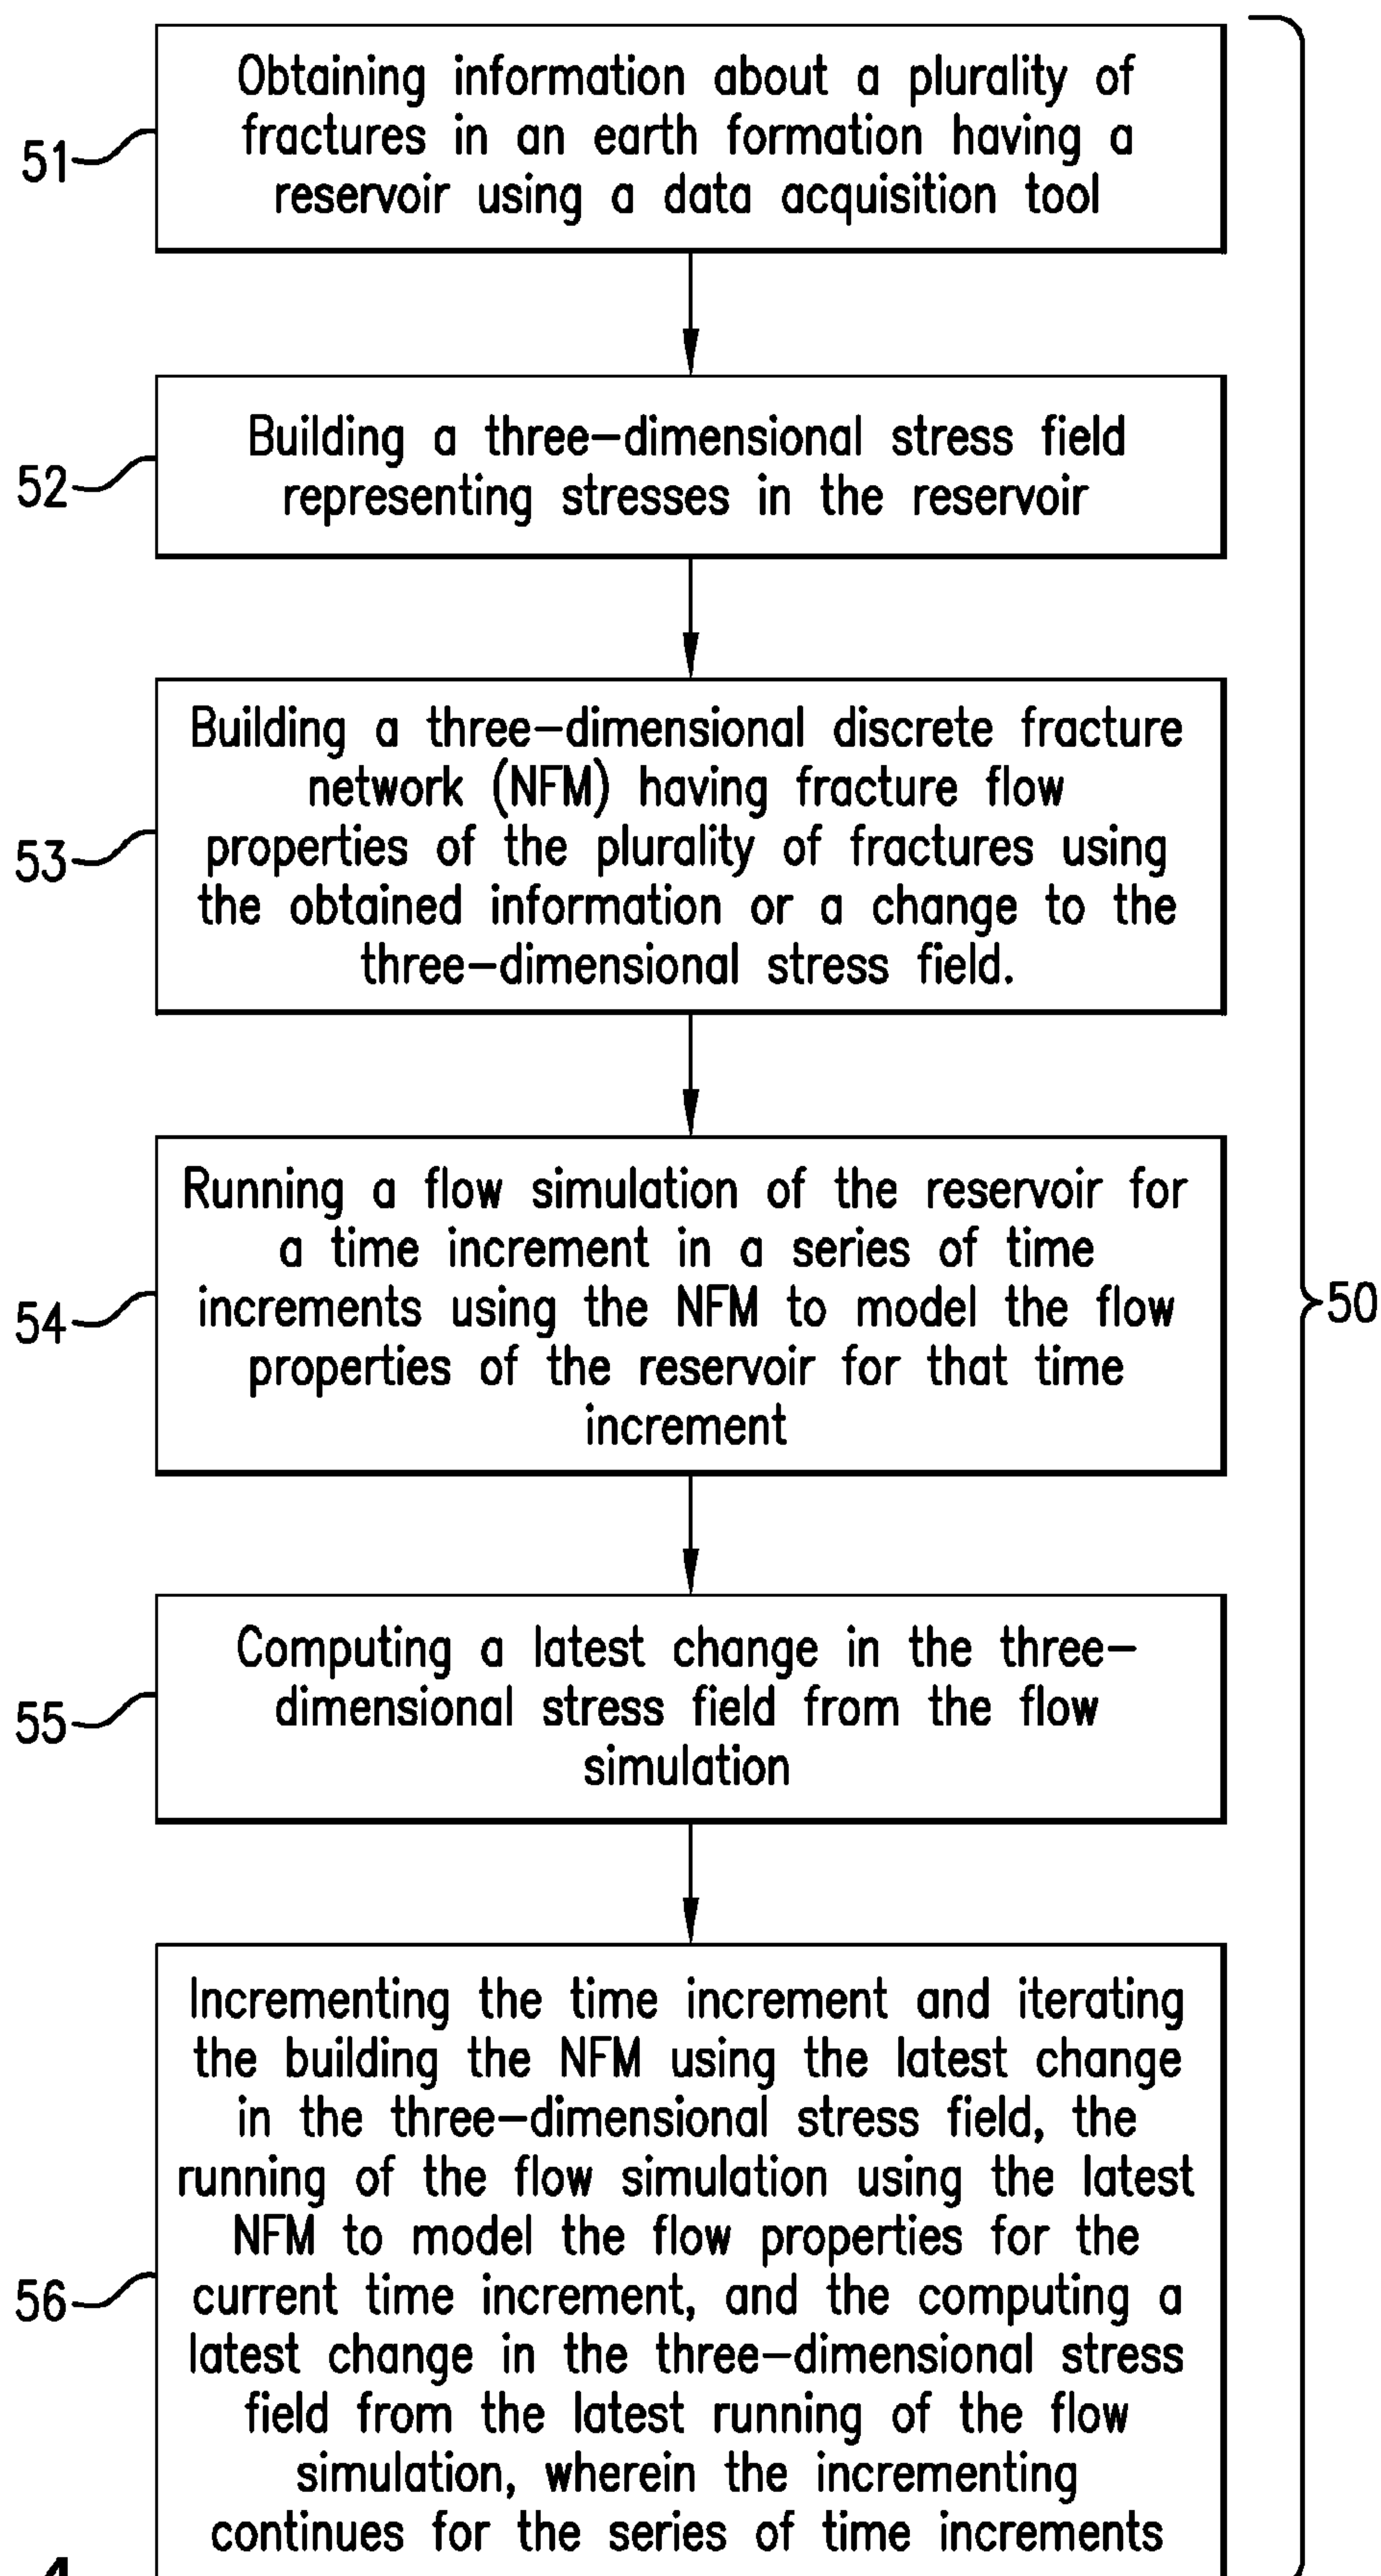 Obtaining information about a plurality of
fractures in an earth formation having a
reservoir using a data acquisition tool
51
Building a three-dimensional stress field
representing stresses in the reservoir
52
Building a three-dimensional discrete fracture
network (NFM) having fracture flow
properties of the plurality of fractures using
the obtained information or a change to the
three-dimensional stress field.
53
Running a flow simulation of the reservoir for
a time increment in a series of time
increments using the NFM to model the flow
properties of the reservoir for that time
increment
54
50
Computing a latest change in the three-
dimensional stress field from the flow
simulation
55
Incrementing the time increment and iterating
the building the NFM using the latest change
in the three-dimensional stress field, the
running of the flow simulation using the latest
NFM to model the flow properties for the
current time increment, and the computing a
latest change in the three-dimensional stress
field from the latest running of the flow
simulation, wherein the incrementing
continues for the series of time increments
56